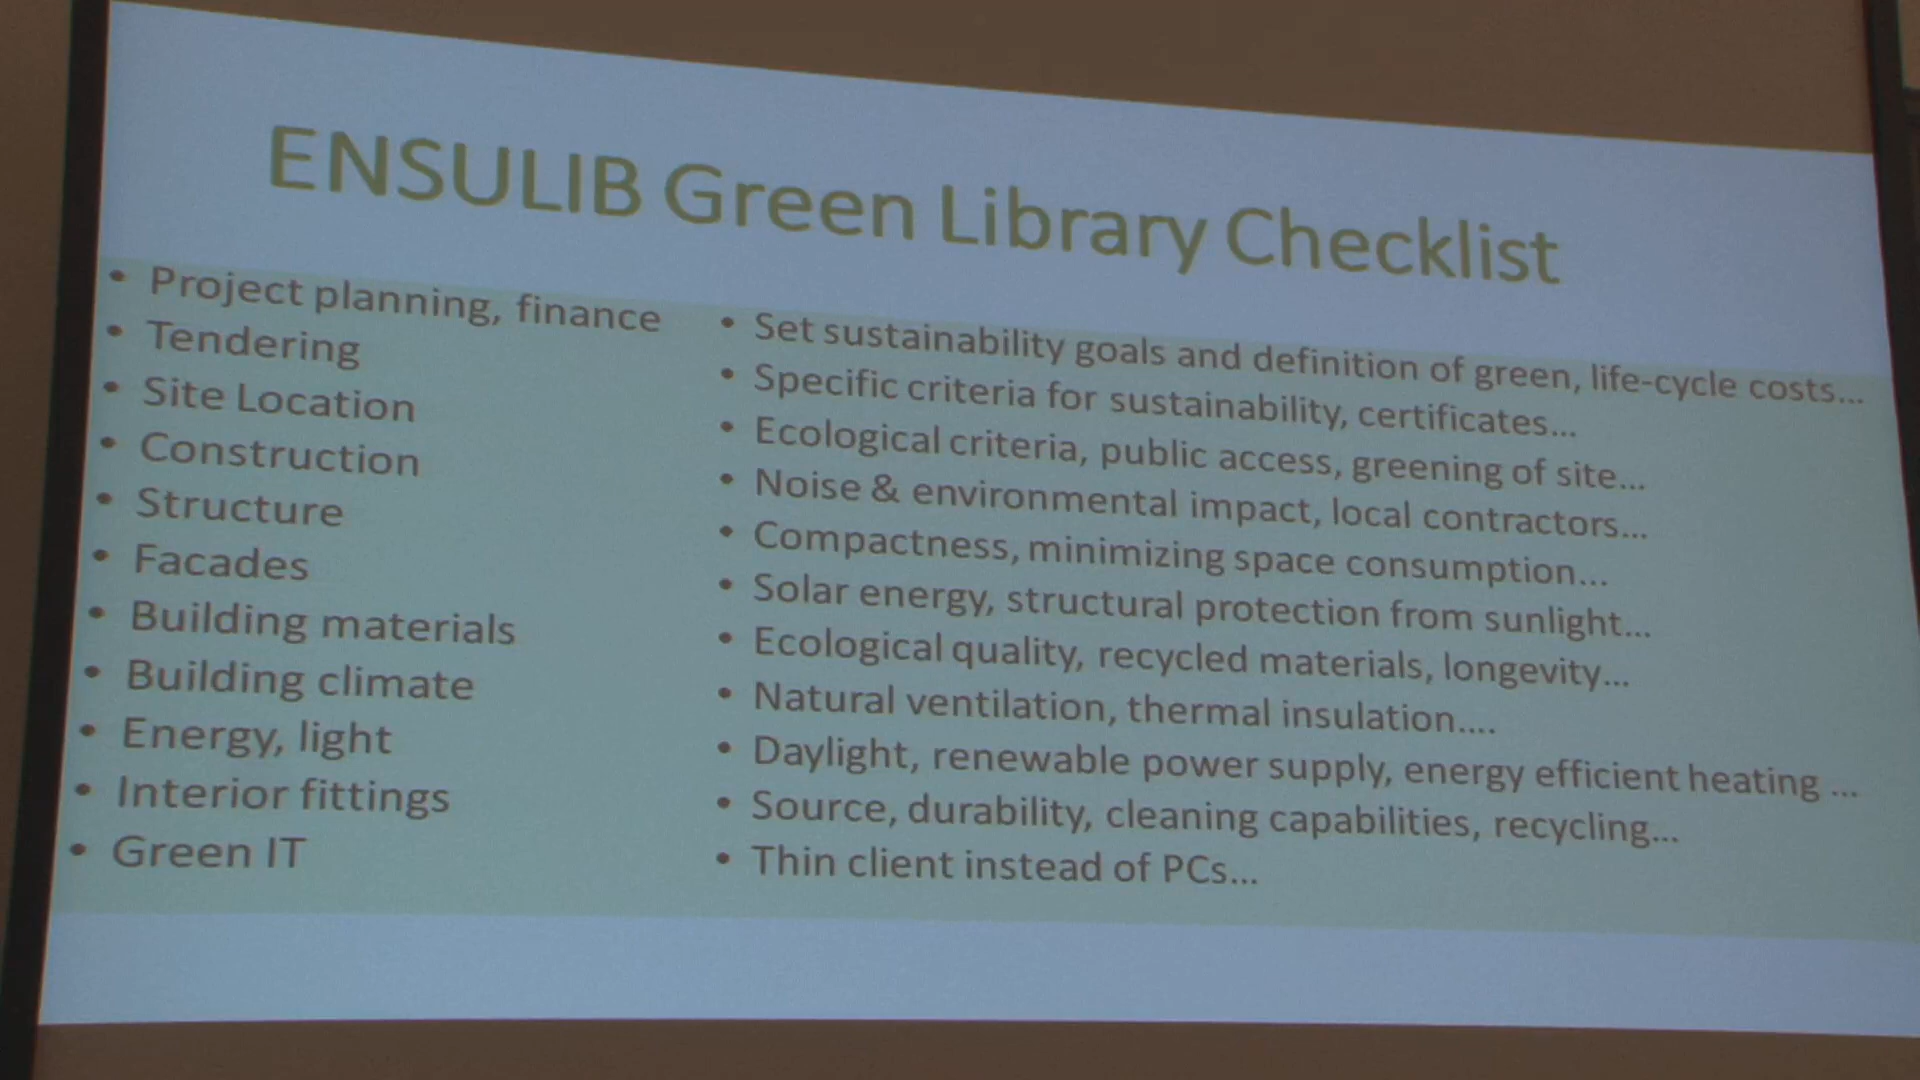 ENSULIB Green Library Checklist
• Project planning, finance
• Tendering
• Site Location
• Construction
• Structure
• Facades
• Building materials
• Building climate
• Energy, light
• Interior fittings
• Green IT
• Set sustainability goals and definition of green, life-cycle costs...
• Specific criteria for sustainability, certificates...
• Ecological criteria, public access, greening of site...
• Noise & environmental impact, local contractors...
• Compactness, minimizing space consumption...
• Solar energy, structural protection from sunlight...
• Ecological quality, recycled materials, longevity...
• Natural ventilation, thermal insulation....
• Daylight, renewable power supply, energy efficient heating ...
• Source, durability, cleaning capabilities, recycling...
• Thin client instead of PCs...